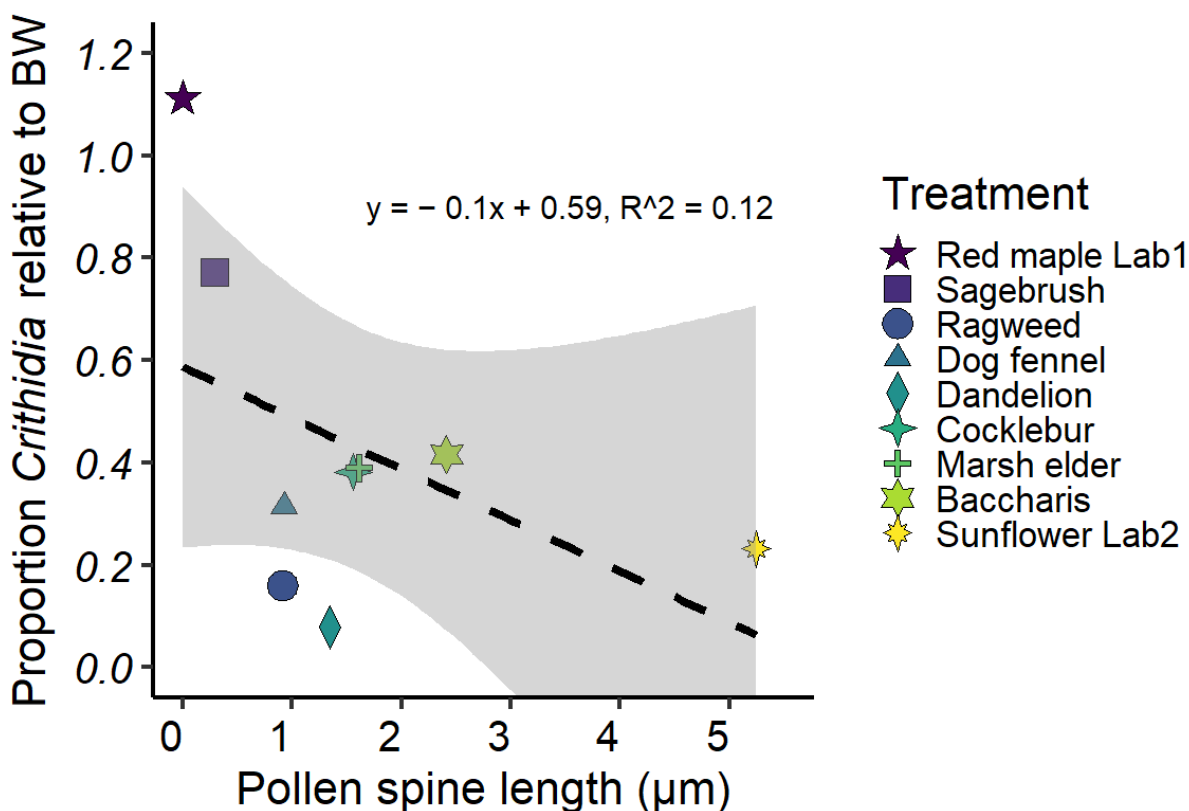 Proportion Crithidia relative to BW
1.2
1.0
0.8
0.6
0.4
0.2
0.0
y = − 0.1x + 0.59, R^2 = 0.12
0 1 2 3 4 5
Pollen spine length (µm)
Treatment
Red maple Lab1
Sagebrush
Ragweed
Dog fennel
Dandelion
Cocklebur
Marsh elder
Baccharis
Sunflower Lab2